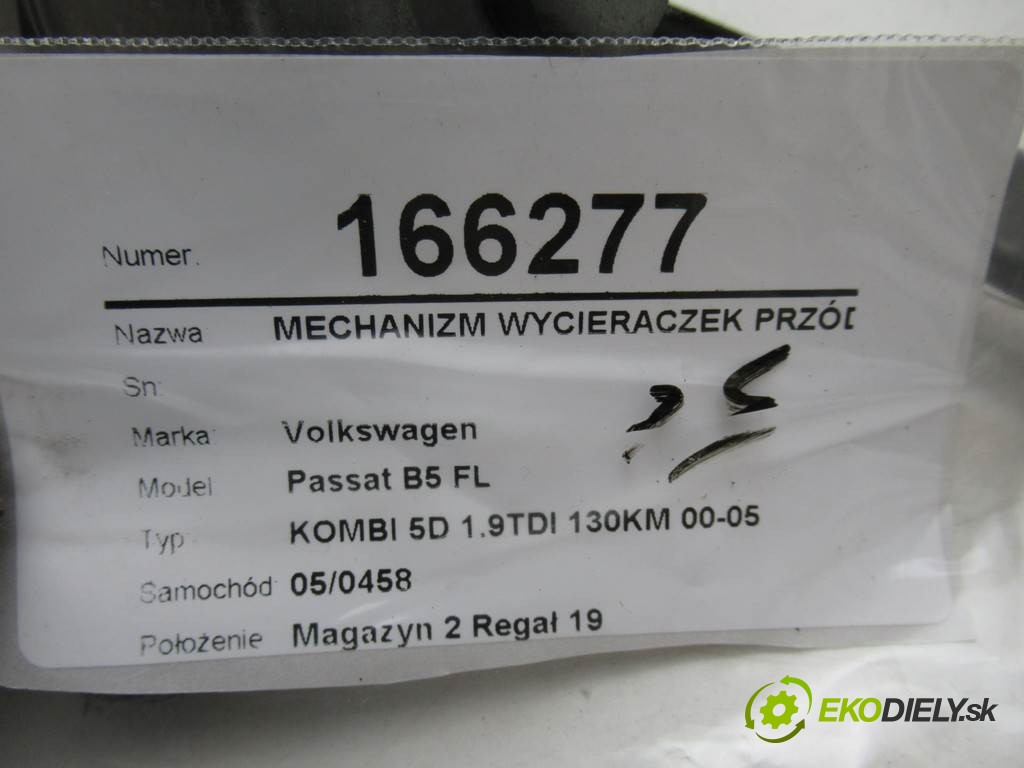 Numer. 166277
Nazwa MECHANIZM WYCIERACZEK PRZÓD
Sn:
Marka: Volkswagen
Model Passat B5 FL
Typ: KOMBI 5D 1.9TDI 130KM 00-05
Samochód 05/0458
Położenie Magazyn 2 Regał 19
EKODIELY.sk